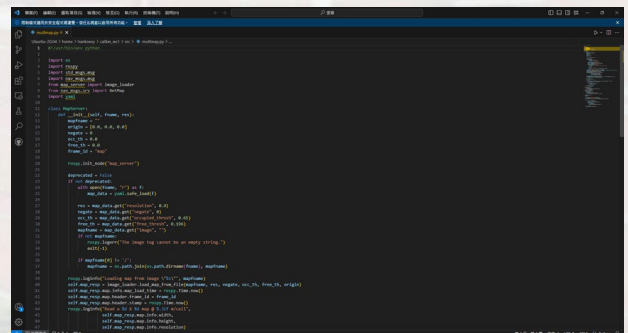 multimap.py
#!/usr/bin/env python
import os
import rospy
import std_msgs.msg
import nav_msgs.msg
from map_server import image_loader
from nav_msgs.srv import GetMap
import yaml
class MapServer:
def __init__(self, fname, res):
mapfname = ""
origin = [0.0, 0.0, 0.0]
negate = 0
occ_th = 0.0
free_th = 0.0
frame_id = "map"
rospy.init_node("map_server")
deprecated = False
if not deprecated:
with open(fname, "r") as f:
map_data = yaml.safe_load(f)
res = map_data.get("resolution", 0.0)
negate = map_data.get("negate", 0)
occ_th = map_data.get("occupied_thresh", 0.65)
free_th = map_data.get("free_thresh", 0.196)
mapfname = map_data.get("image", "")
if not mapfname:
rospy.logerr("The image tag cannot be an empty string.")
exit(-1)
if mapfname[0] != '/':
mapfname = os.path.join(os.path.dirname(fname), mapfname)
rospy.loginfo("Loading map from image \"%s\"", mapfname)
self.map_resp = image_loader.load_map_from_file(mapfname, res, negate, occ_th, free_th, origin)
self.map_resp.map.info.map_load_time = rospy.Time.now()
self.map_resp.map.header.frame_id = frame_id
self.map_resp.map.header.stamp = rospy.Time.now()
rospy.loginfo("Read a %d X %d map @ %.3lf m/cell",
self.map_resp.map.info.width,
self.map_resp.map.info.height,
self.map_resp.map.info.resolution)